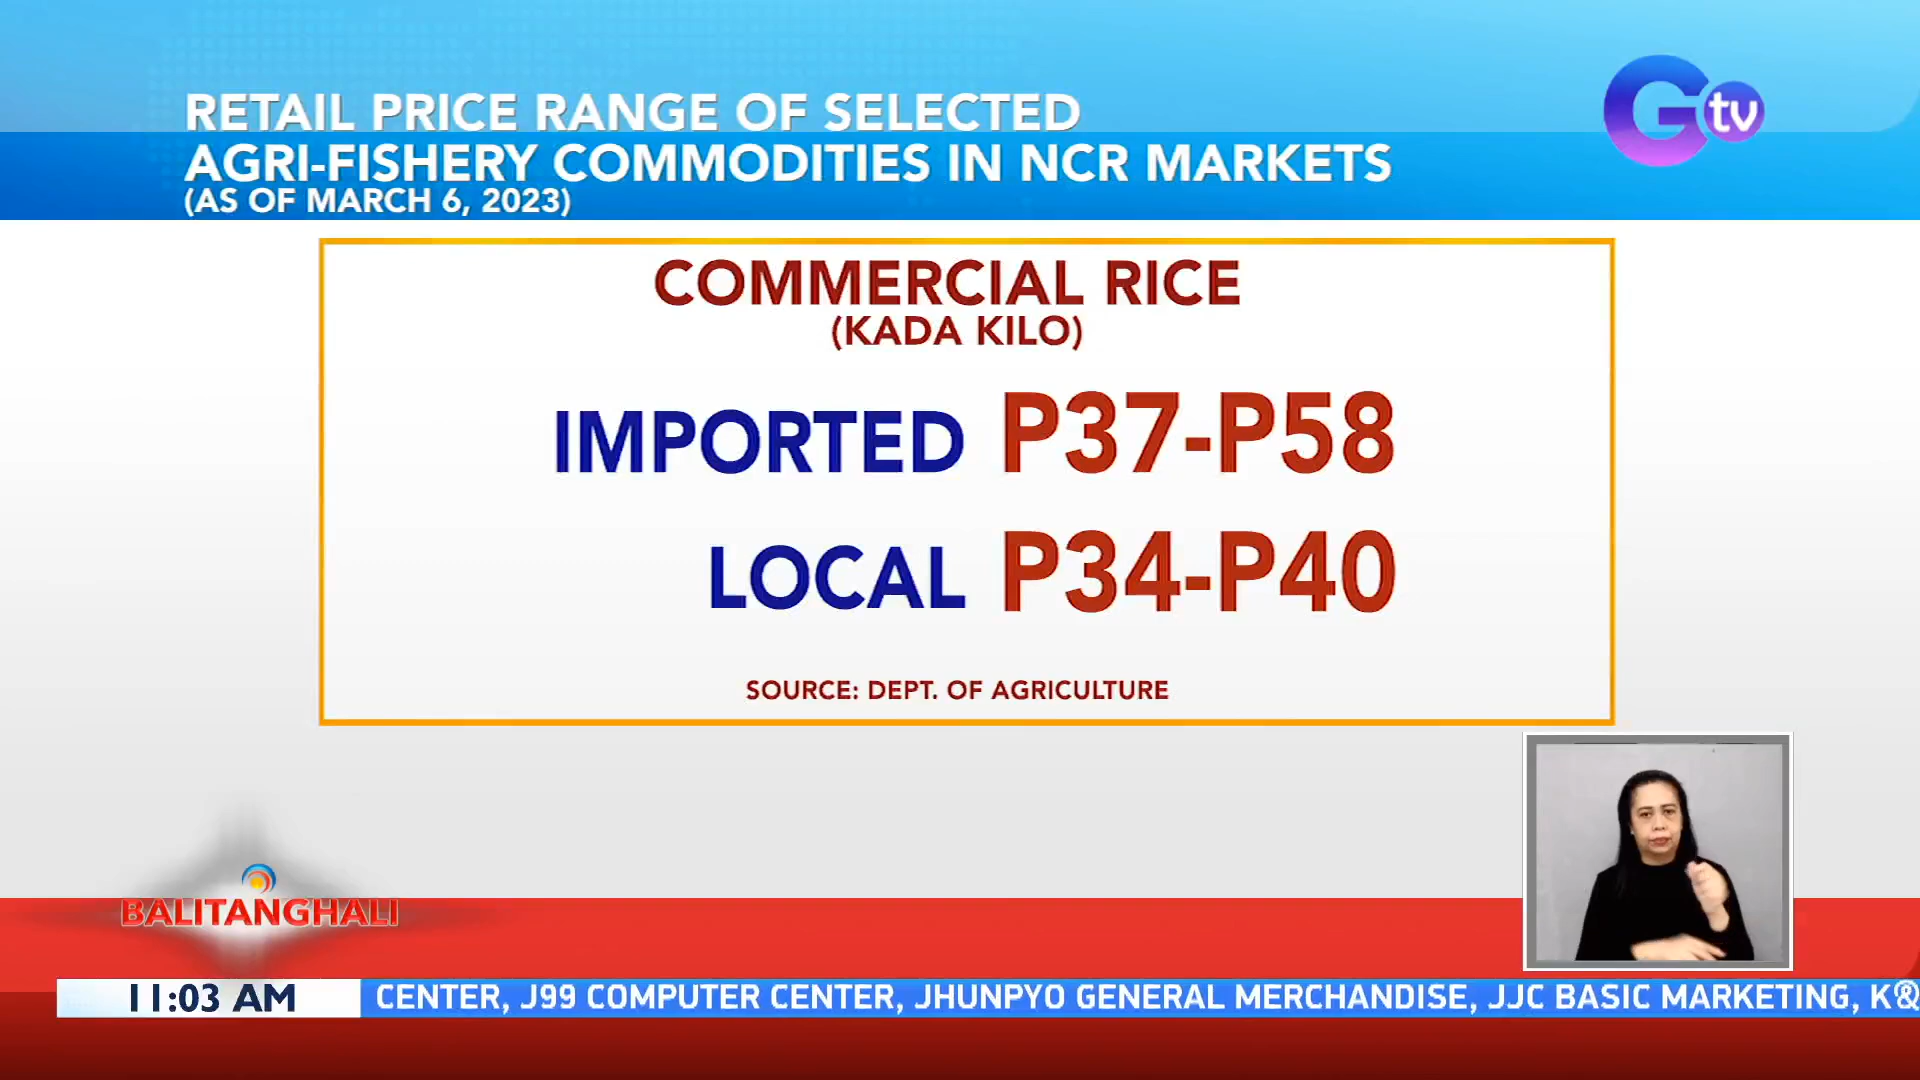 RETAIL PRICE RANGE OF SELECTED
AGRI-FISHERY COMMODITIES IN NCR MARKETS
(AS OF MARCH 6, 2023)
G tv
COMMERCIAL RICE
(KADA KILO)
IMPORTED P37-P58
LOCAL P34-P40
SOURCE: DEPT. OF AGRICULTURE
BALITANGHALI
11:03 AM
CENTER, J99 COMPUTER CENTER, JHUNPYO GENERAL MERCHANDISE, JJC BASIC MARKETING, K&